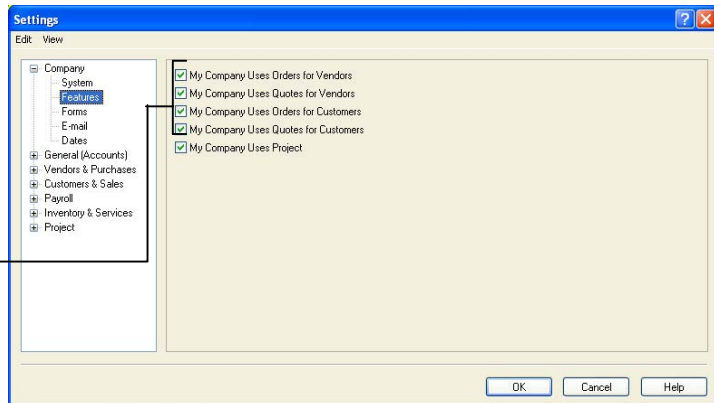 Settings
Edit View
Company
System
Features
Forms
E-mail
Dates
General (Accounts)
Vendors & Purchases
Customers & Sales
Payroll
Inventory & Services
Project
My Company Uses Orders for Vendors
My Company Uses Quotes for Vendors
My Company Uses Orders for Customers
My Company Uses Quotes for Customers
My Company Uses Project
OK Cancel Help